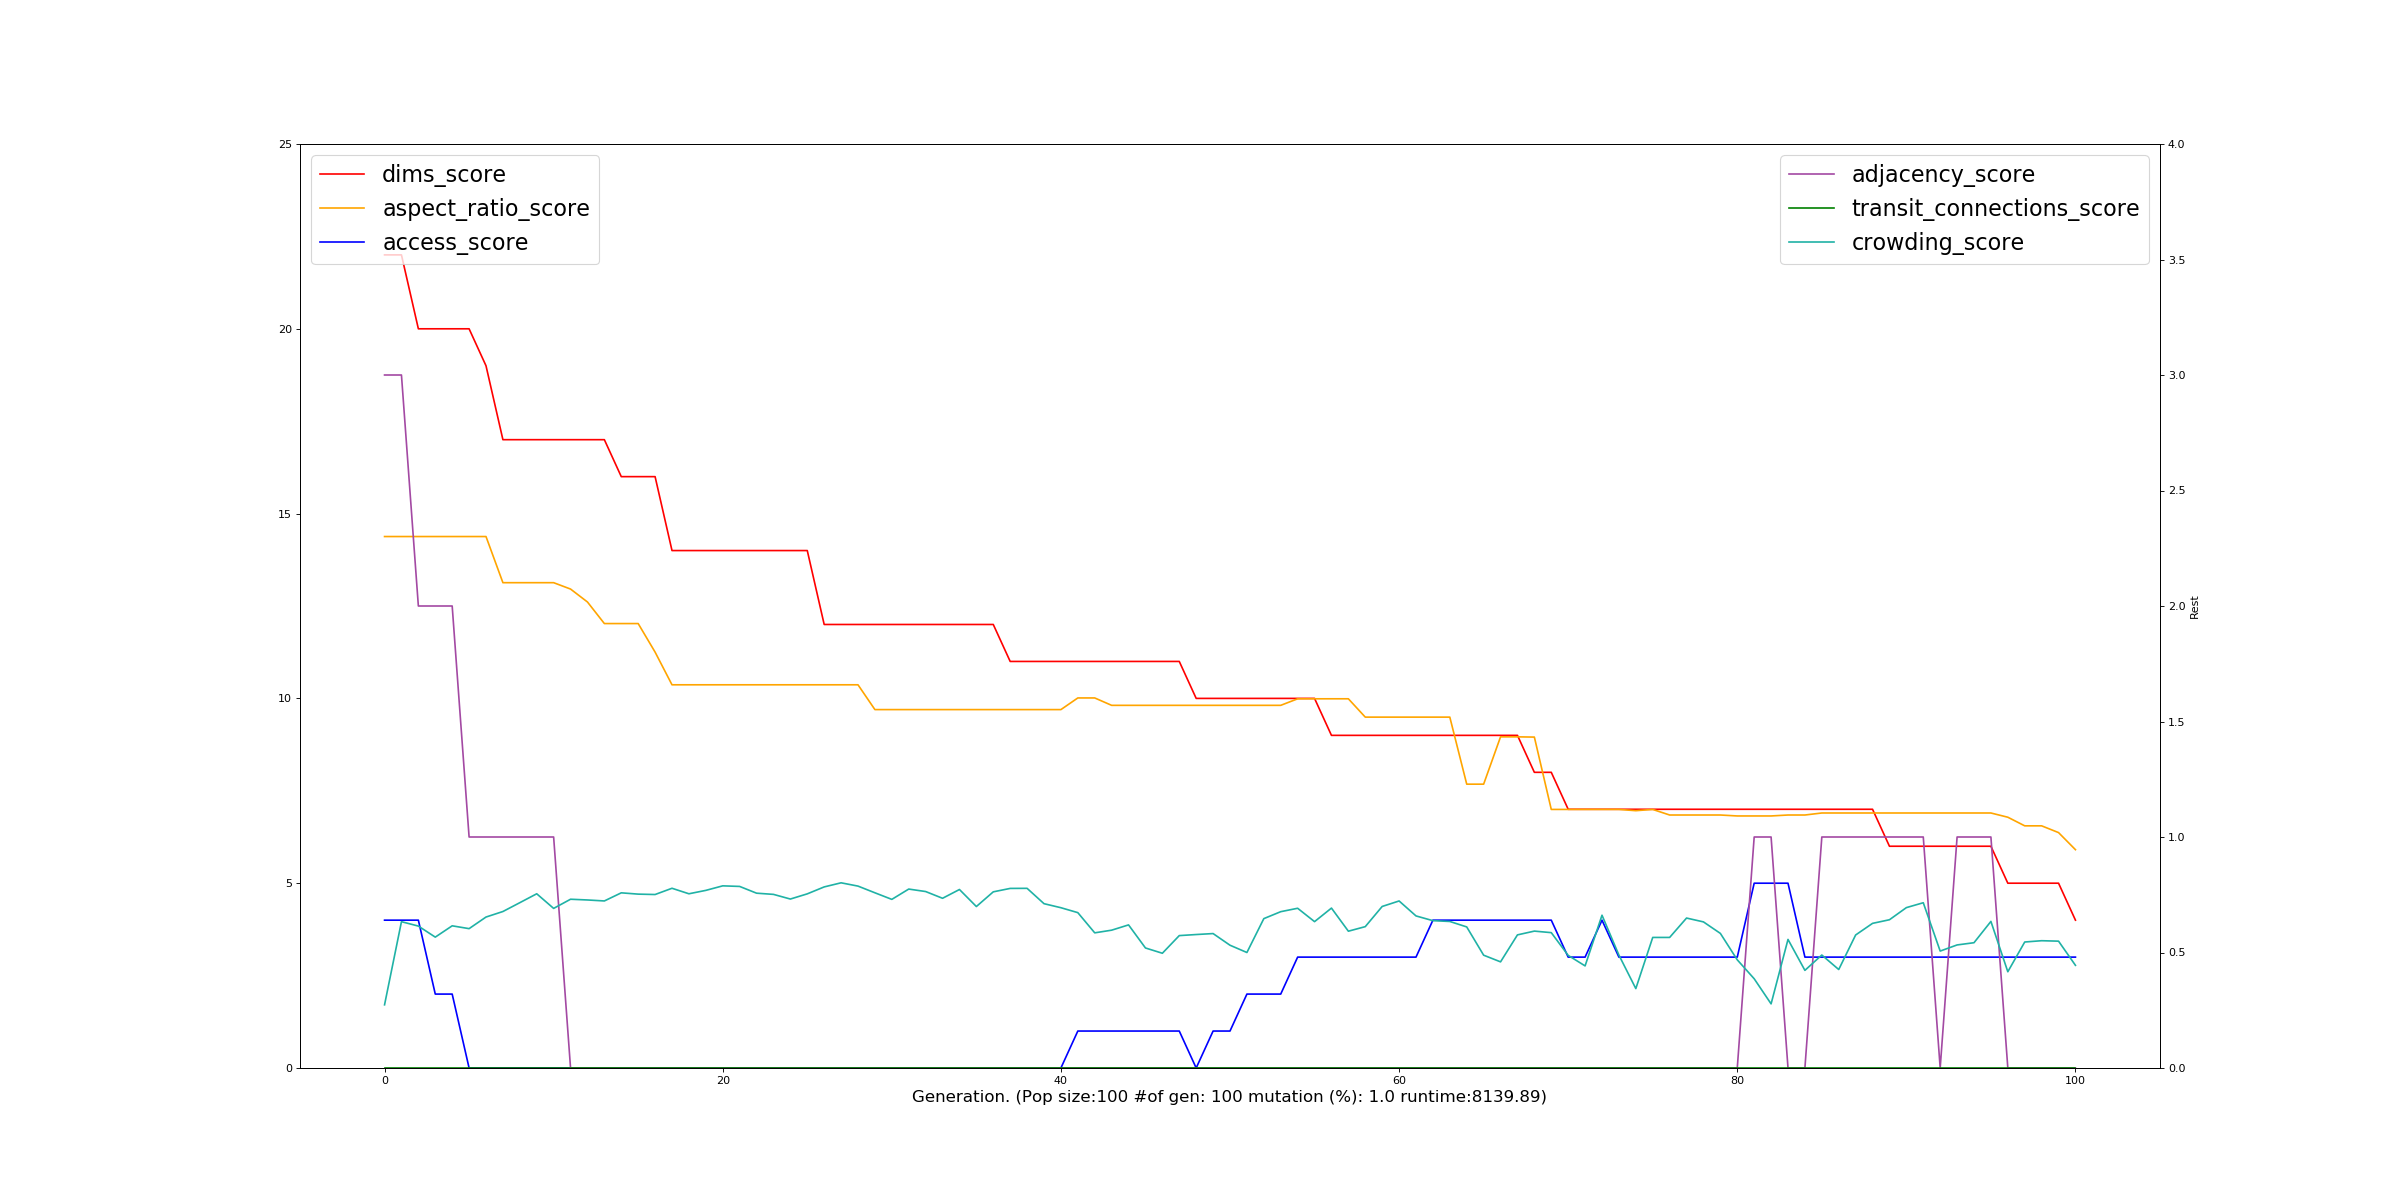 25
20
15
10
5
0
dims_score
aspect_ratio_score
access_score
adjacency_score
transit_connections_score
crowding_score
4.0
3.5
3.0
2.5
2.0
1.5
1.0
0.5
0.0
Rest
0 20 40 60 80 100
Generation. (Pop size:100 #of gen: 100 mutation (%): 1.0 runtime:8139.89)